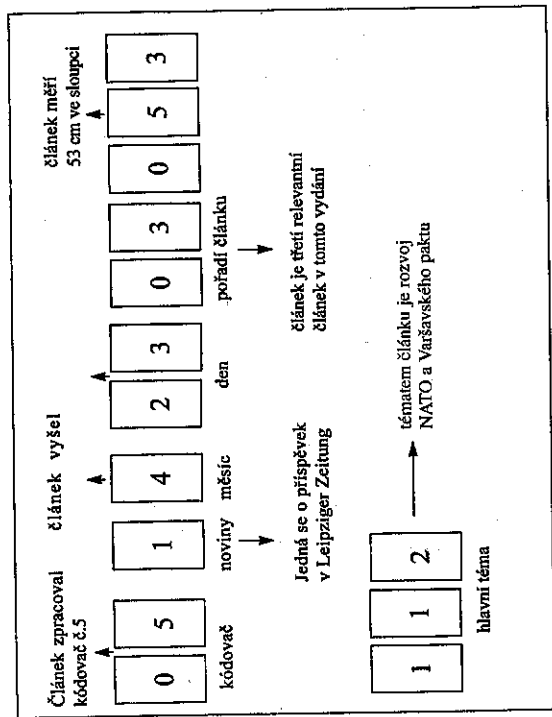 Článek zpracoval
kódovač č.5
článek vyšel
článek měří
53 cm ve sloupci
0 5 1 4 2 3 0 3 0 5 3
kódovač
noviny
měsíc
den
pořadí článku
Jedná se o příspěvek
v Leipziger Zeitung
článek je třetí relevantní
článek v tomto vydání
1 1 2
hlavní téma
tématem článku je rozvoj
NATO a Varšavského paktu